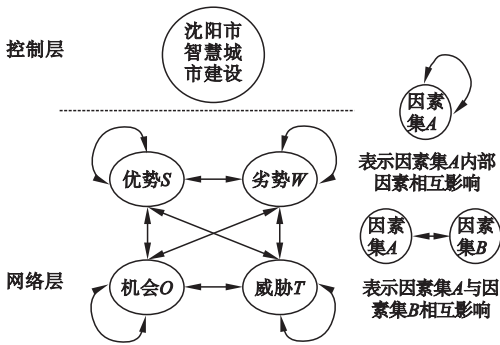 控制层
沈阳市
智慧城
市建设
因素
集A
表示因素集A内部
因素相互影响
优势S
劣势W
因素
集A
因素
集B
网络层
机会O
威胁T
表示因素集A与因
素集B相互影响